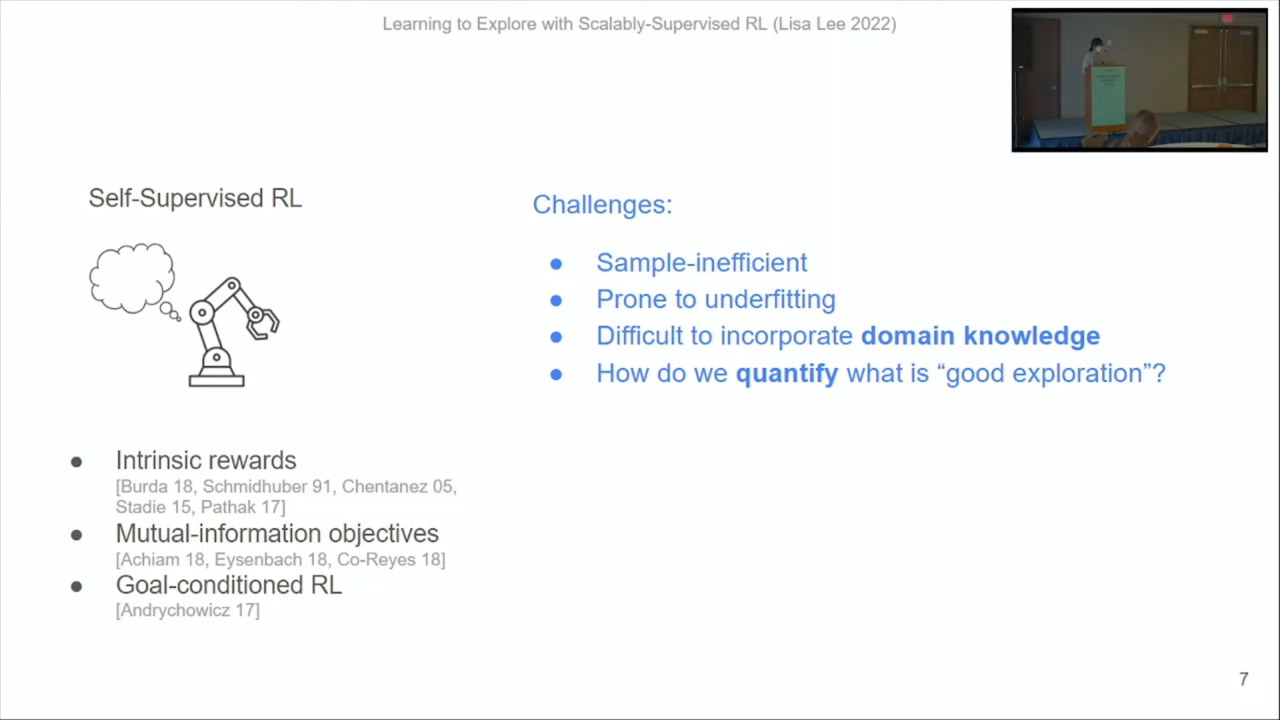 Learning to Explore with Scalably-Supervised RL (Lisa Lee 2022)
Self-Supervised RL
Challenges:
● Sample-inefficient
● Prone to underfitting
● Difficult to incorporate domain knowledge
● How do we quantify what is “good exploration”?
● Intrinsic rewards
[Burda 18, Schmidhuber 91, Chentanez 05,
Stadie 15, Pathak 17]
● Mutual-information objectives
[Achiam 18, Eysenbach 18, Co-Reyes 18]
● Goal-conditioned RL
[Andrychowicz 17]
7